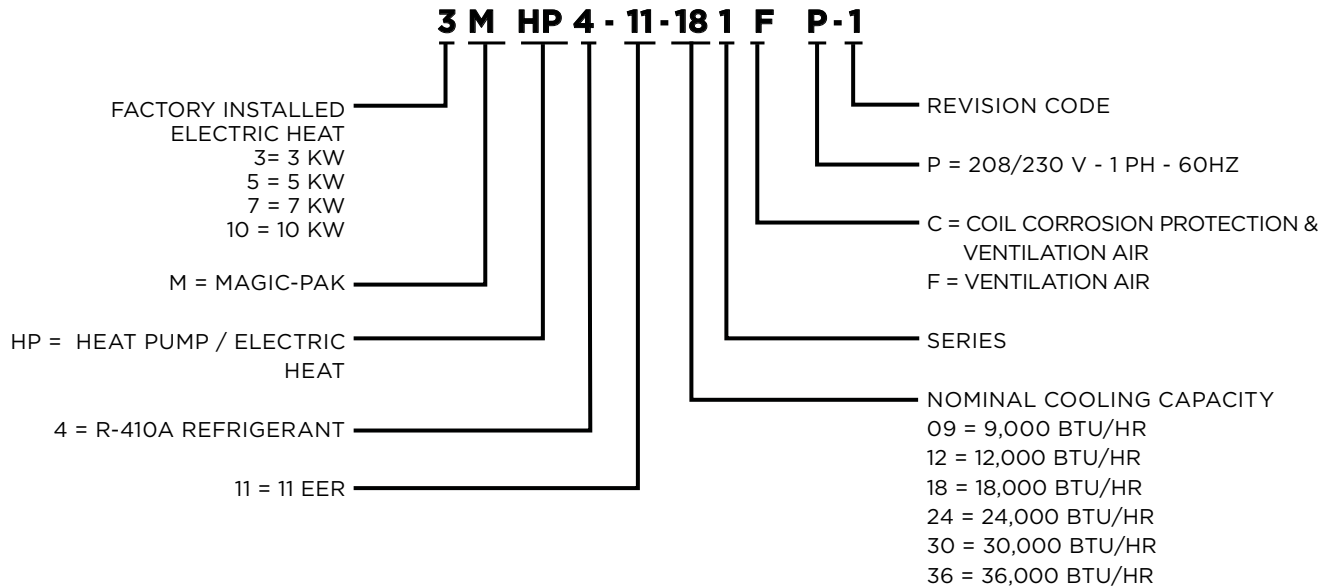 3 M HP 4 - 11 - 18 1 F P - 1
FACTORY INSTALLED
ELECTRIC HEAT
3= 3 KW
5 = 5 KW
7 = 7 KW
10 = 10 KW
M = MAGIC-PAK
HP = HEAT PUMP / ELECTRIC
HEAT
4 = R-410A REFRIGERANT
11 = 11 EER
REVISION CODE
P = 208/230 V - 1 PH - 60HZ
C = COIL CORROSION PROTECTION &
VENTILATION AIR
F = VENTILATION AIR
SERIES
NOMINAL COOLING CAPACITY
09 = 9,000 BTU/HR
12 = 12,000 BTU/HR
18 = 18,000 BTU/HR
24 = 24,000 BTU/HR
30 = 30,000 BTU/HR
36 = 36,000 BTU/HR